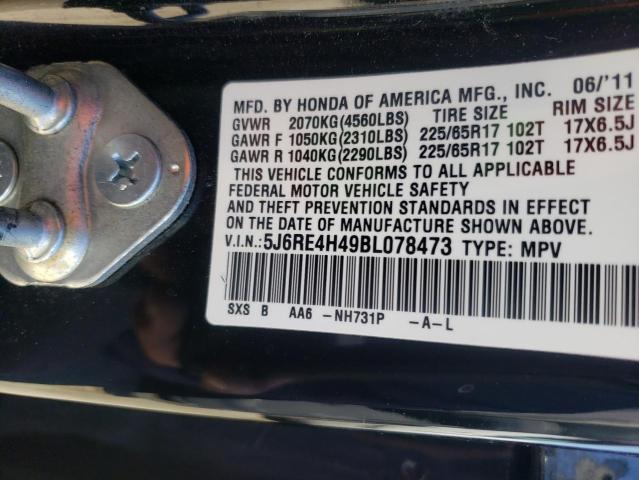 MFD. BY HONDA OF AMERICA MFG., INC. 06/'11
GVWR 2070KG(4560LBS) TIRE SIZE RIM SIZE
GAWR F 1050KG(2310LBS) 225/65R17 102T 17X6.5J
GAWR R 1040KG(2290LBS) 225/65R17 102T 17X6.5J
THIS VEHICLE CONFORMS TO ALL APPLICABLE
FEDERAL MOTOR VEHICLE SAFETY
AND THEFT PREVENTION STANDARDS IN EFFECT
ON THE DATE OF MANUFACTURE SHOWN ABOVE.
V.I.N.:5J6RE4H49BL078473 TYPE: MPV
SXS B AA6 -NH731P -A-L